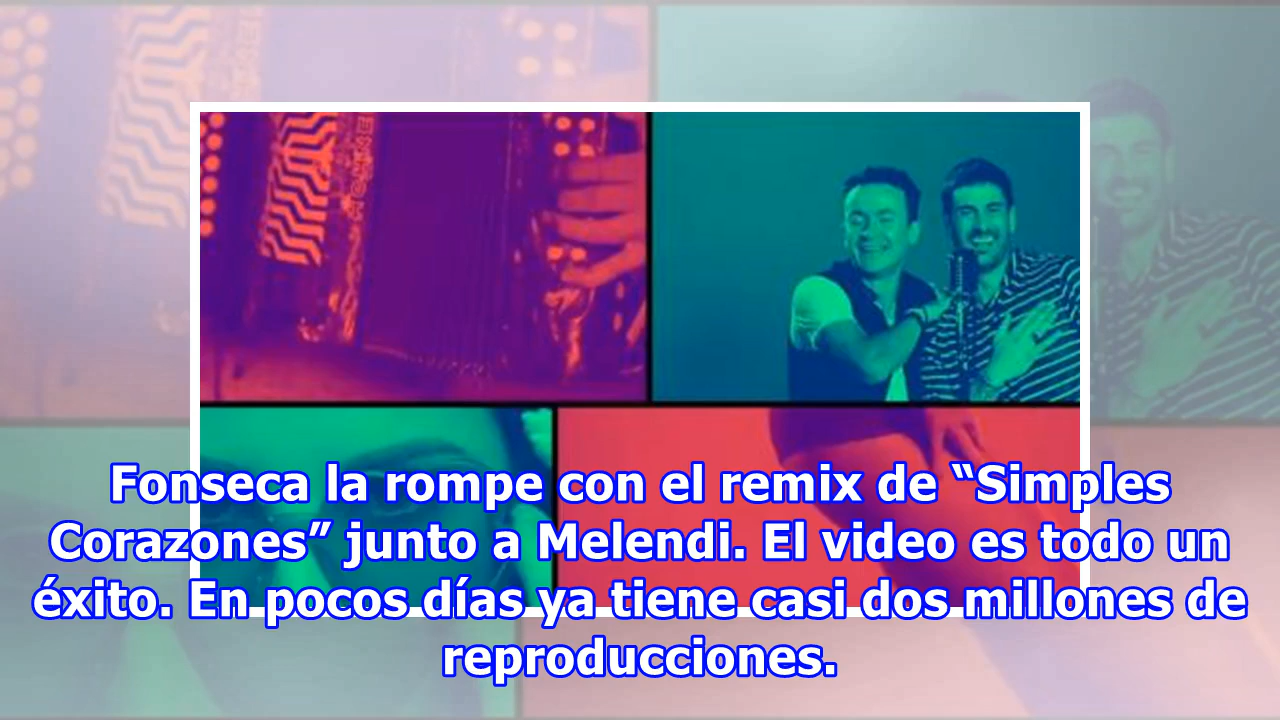 Fonseca la rompe con el remix de “Simples
Corazones” junto a Melendi. El video es todo un
éxito. En pocos días ya tiene casi dos millones de
reproducciones.